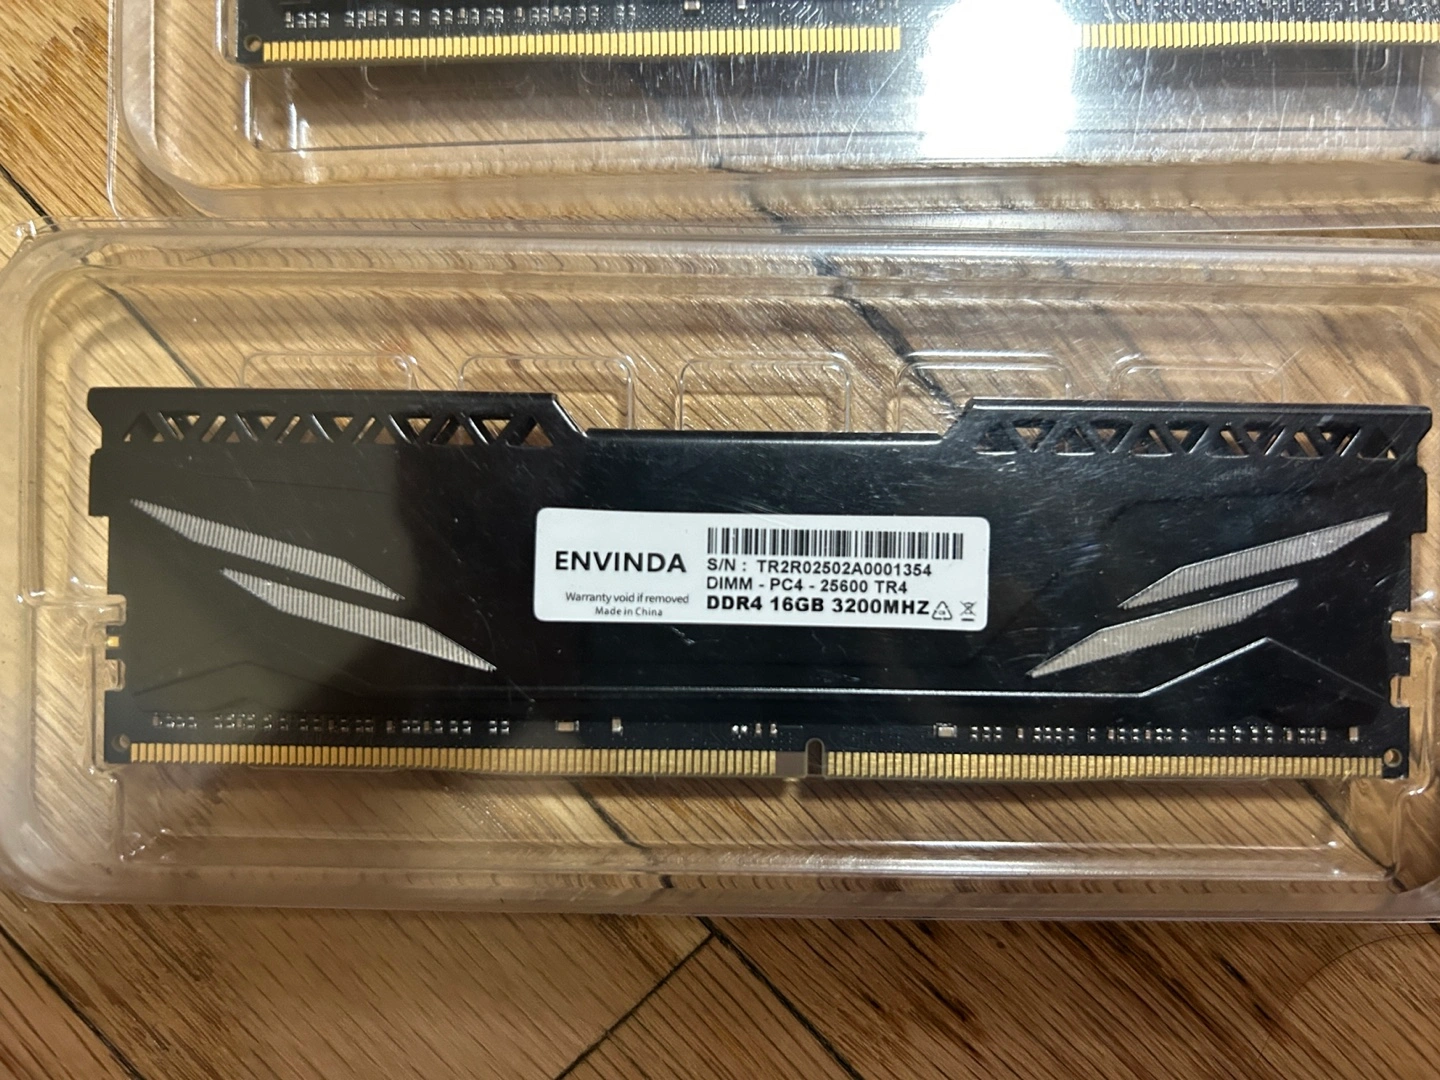 ENVINDA
Warranty void if removed
Made in China
S/N : TR2R02502A0001354
DIMM - PC4 - 25600 TR4
DDR4 16GB 3200MHZ